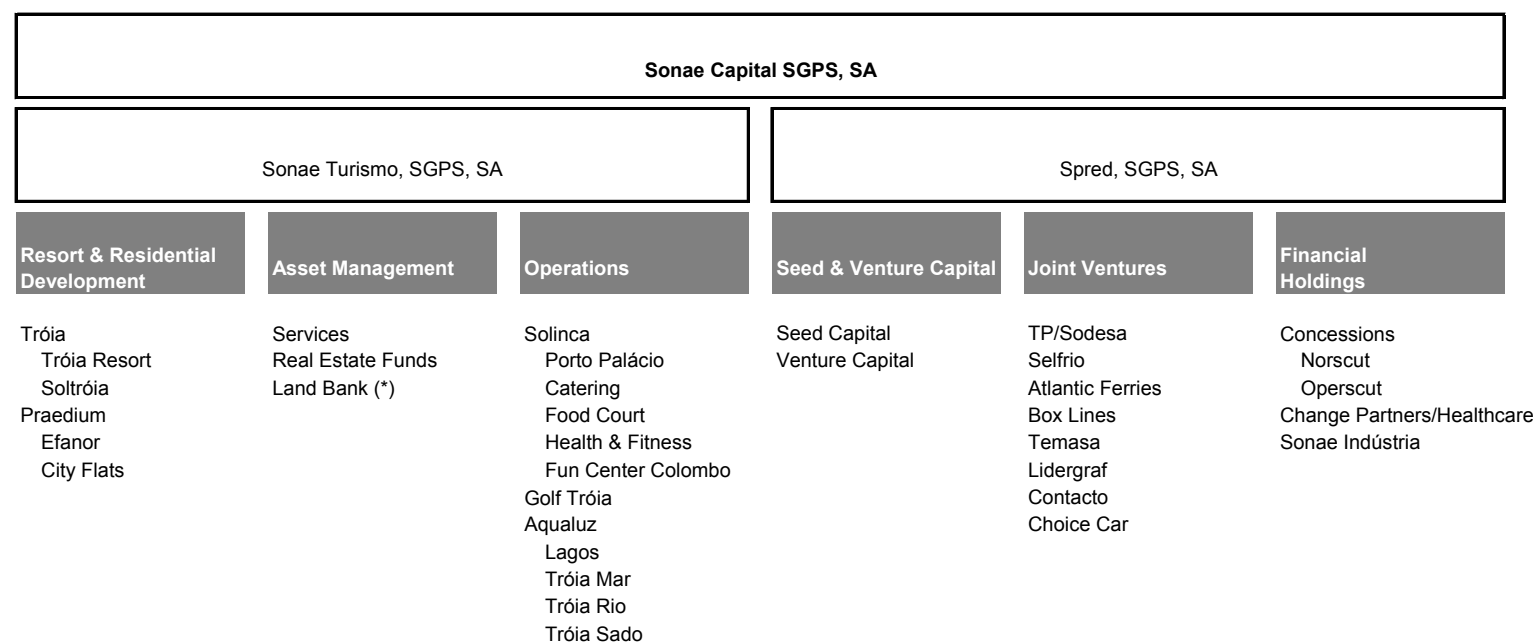 Sonae Capital SGPS, SA
Sonae Turismo, SGPS, SA
Spred, SGPS, SA
Resort & Residential
Development
Asset Management
Operations
Seed & Venture Capital
Joint Ventures
Financial
Holdings
Tróia
Tróia Resort
Soltróia
Praedium
Efanor
City Flats
Services
Real Estate Funds
Land Bank (*)
Solinca
Porto Palácio
Catering
Food Court
Health & Fitness
Fun Center Colombo
Golf Tróia
Aqualuz
Lagos
Tróia Mar
Tróia Rio
Tróia Sado
Seed Capital
Venture Capital
TP/Sodesa
Selfrio
Atlantic Ferries
Box Lines
Temasa
Lidergraf
Contacto
Choice Car
Concessions
Norscut
Operscut
Change Partners/Healthcare
Sonae Indústria